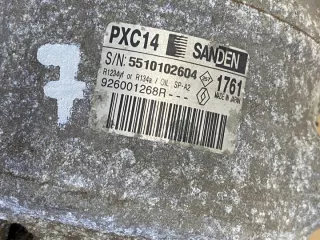 PXC14 SANDEN
S/N: 5510102604
R1234yf or R134a / OIL SP-A2
1761
926001268R---
MADE IN JAPAN
7